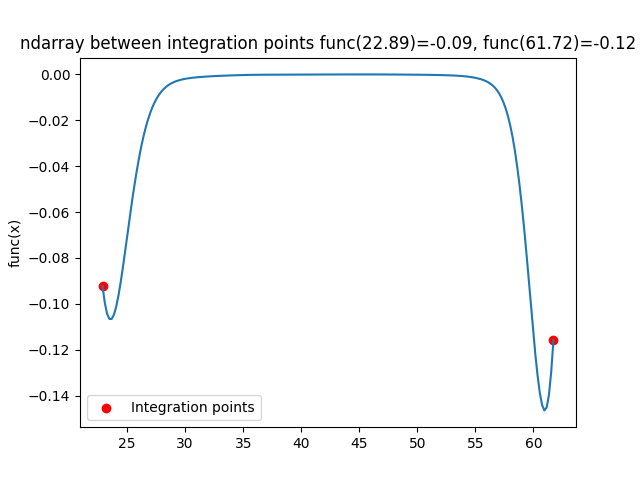 ndarray between integration points func(22.89)=-0.09, func(61.72)=-0.12
func(x)
0.00
−0.02
−0.04
−0.06
−0.08
−0.10
−0.12
−0.14
Integration points
25 30 35 40 45 50 55 60